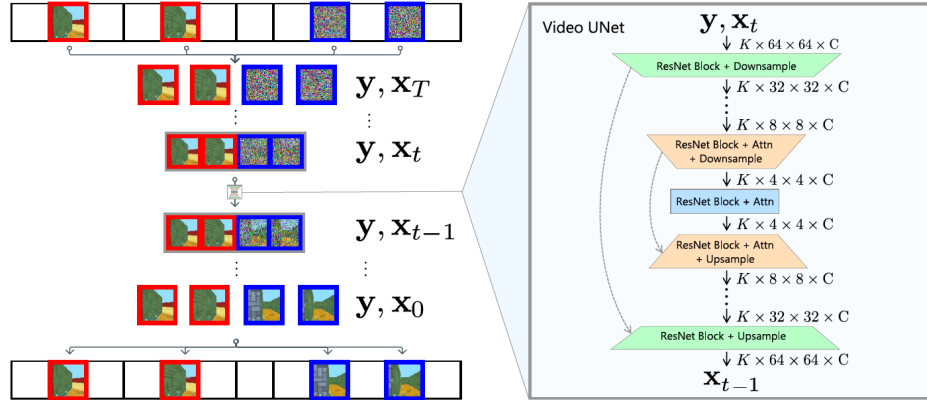 y, x_T
y, x_t
y, x_{t−1}
y, x_0
Video UNet
y, x_t
K × 64 × 64 × C
ResNet Block + Downsample
K × 32 × 32 × C
K × 8 × 8 × C
ResNet Block + Attn
+ Downsample
K × 4 × 4 × C
ResNet Block + Attn
K × 4 × 4 × C
ResNet Block + Attn
+ Upsample
K × 8 × 8 × C
K × 32 × 32 × C
ResNet Block + Upsample
K × 64 × 64 × C
x_{t−1}